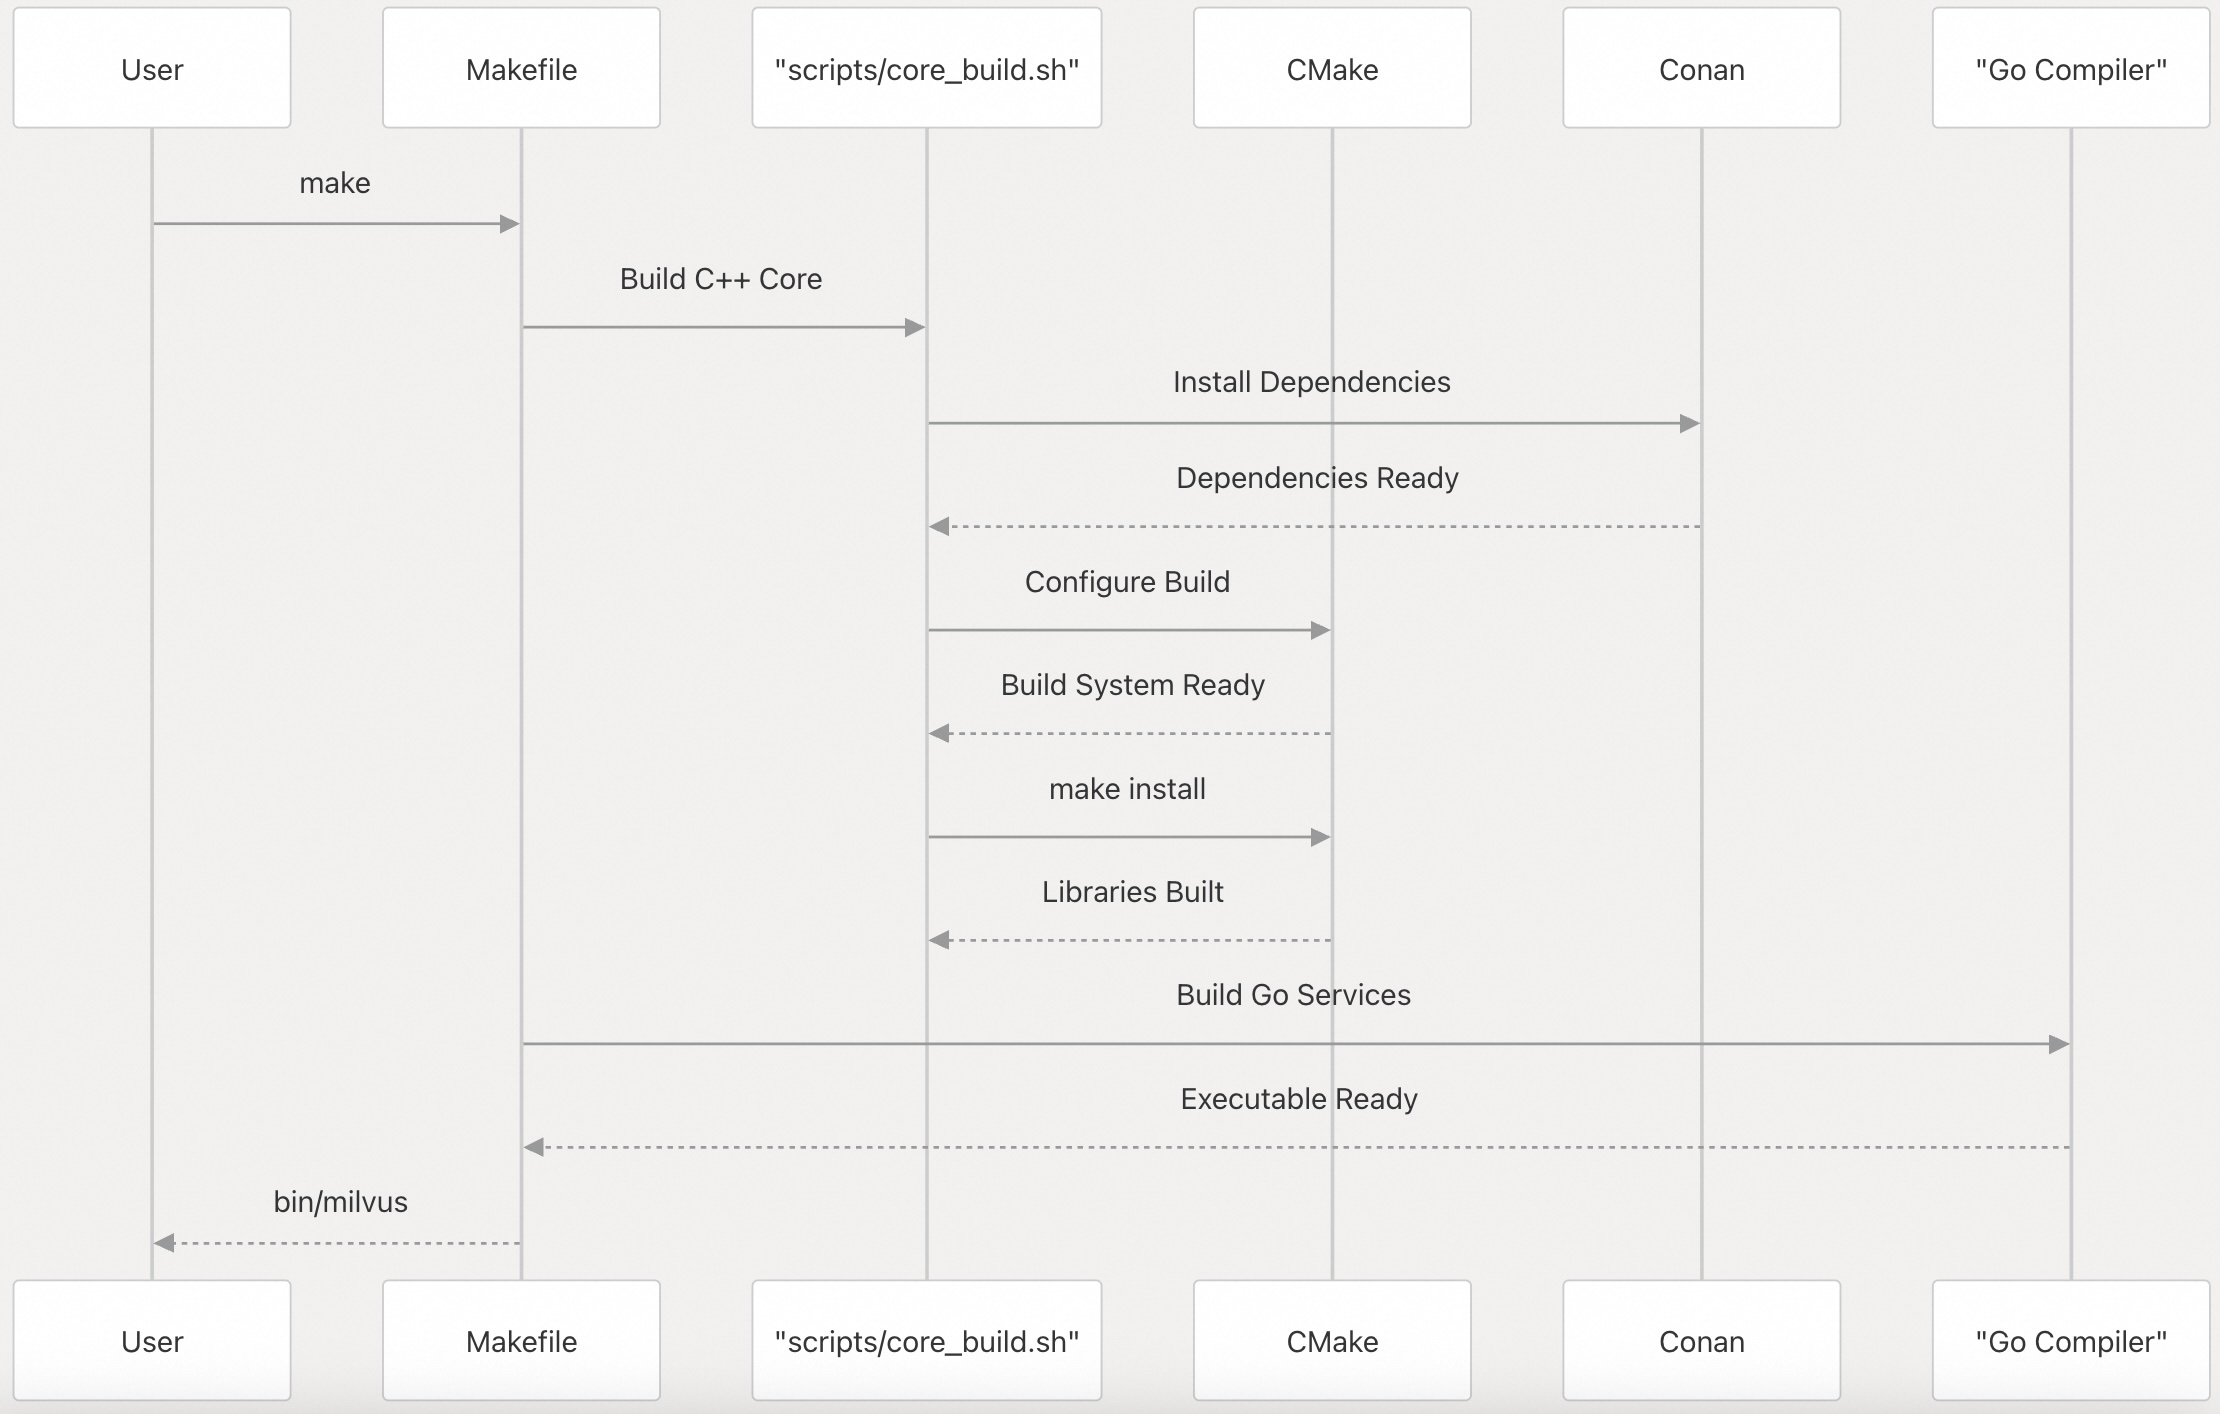 User
Makefile
"scripts/core_build.sh"
CMake
Conan
"Go Compiler"
make
Build C++ Core
Install Dependencies
Dependencies Ready
Configure Build
Build System Ready
make install
Libraries Built
Build Go Services
Executable Ready
bin/milvus
User
Makefile
"scripts/core_build.sh"
CMake
Conan
"Go Compiler"